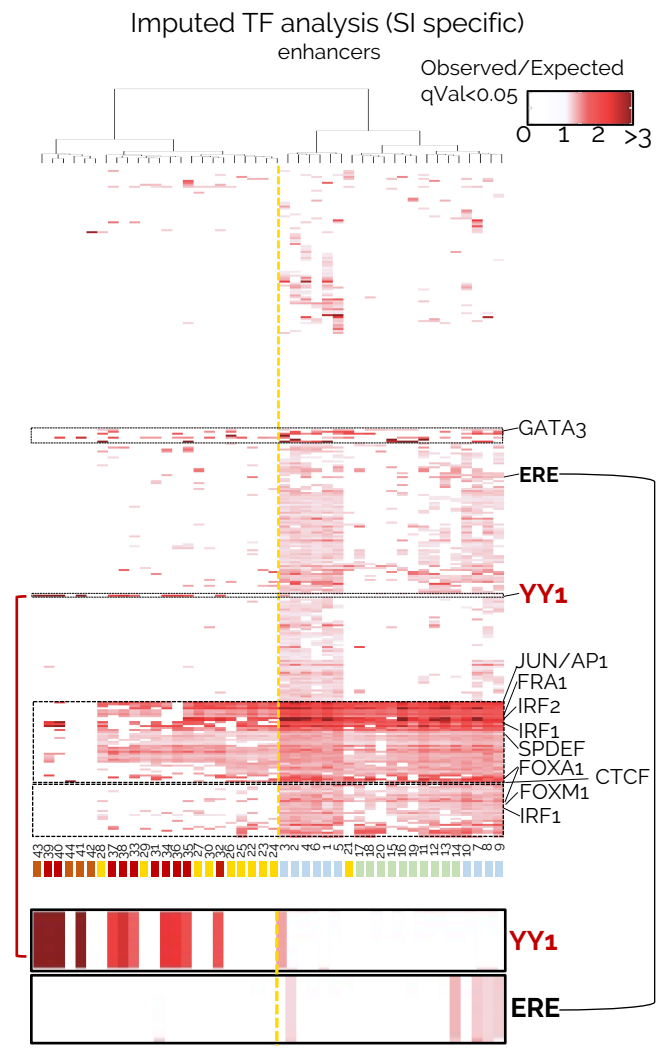 Imputed TF analysis (SI specific)
enhancers
Observed/Expected
qVal<0.05
0 1 2 >3
GATA3
ERE
YY1
JUN/AP1
FRA1
IRF2
IRF1
SPDEF
FOXA1
CTCF
FOXM1
IRF1
43 39 40 44 41 42 28 37 38 33 29 31 34 36 35 27 30 32 26 25 22 23 24 3 2 4 6 1 5 21 17 18 20 15 16 19 11 12 13 14 10 7 8 9
YY1
ERE